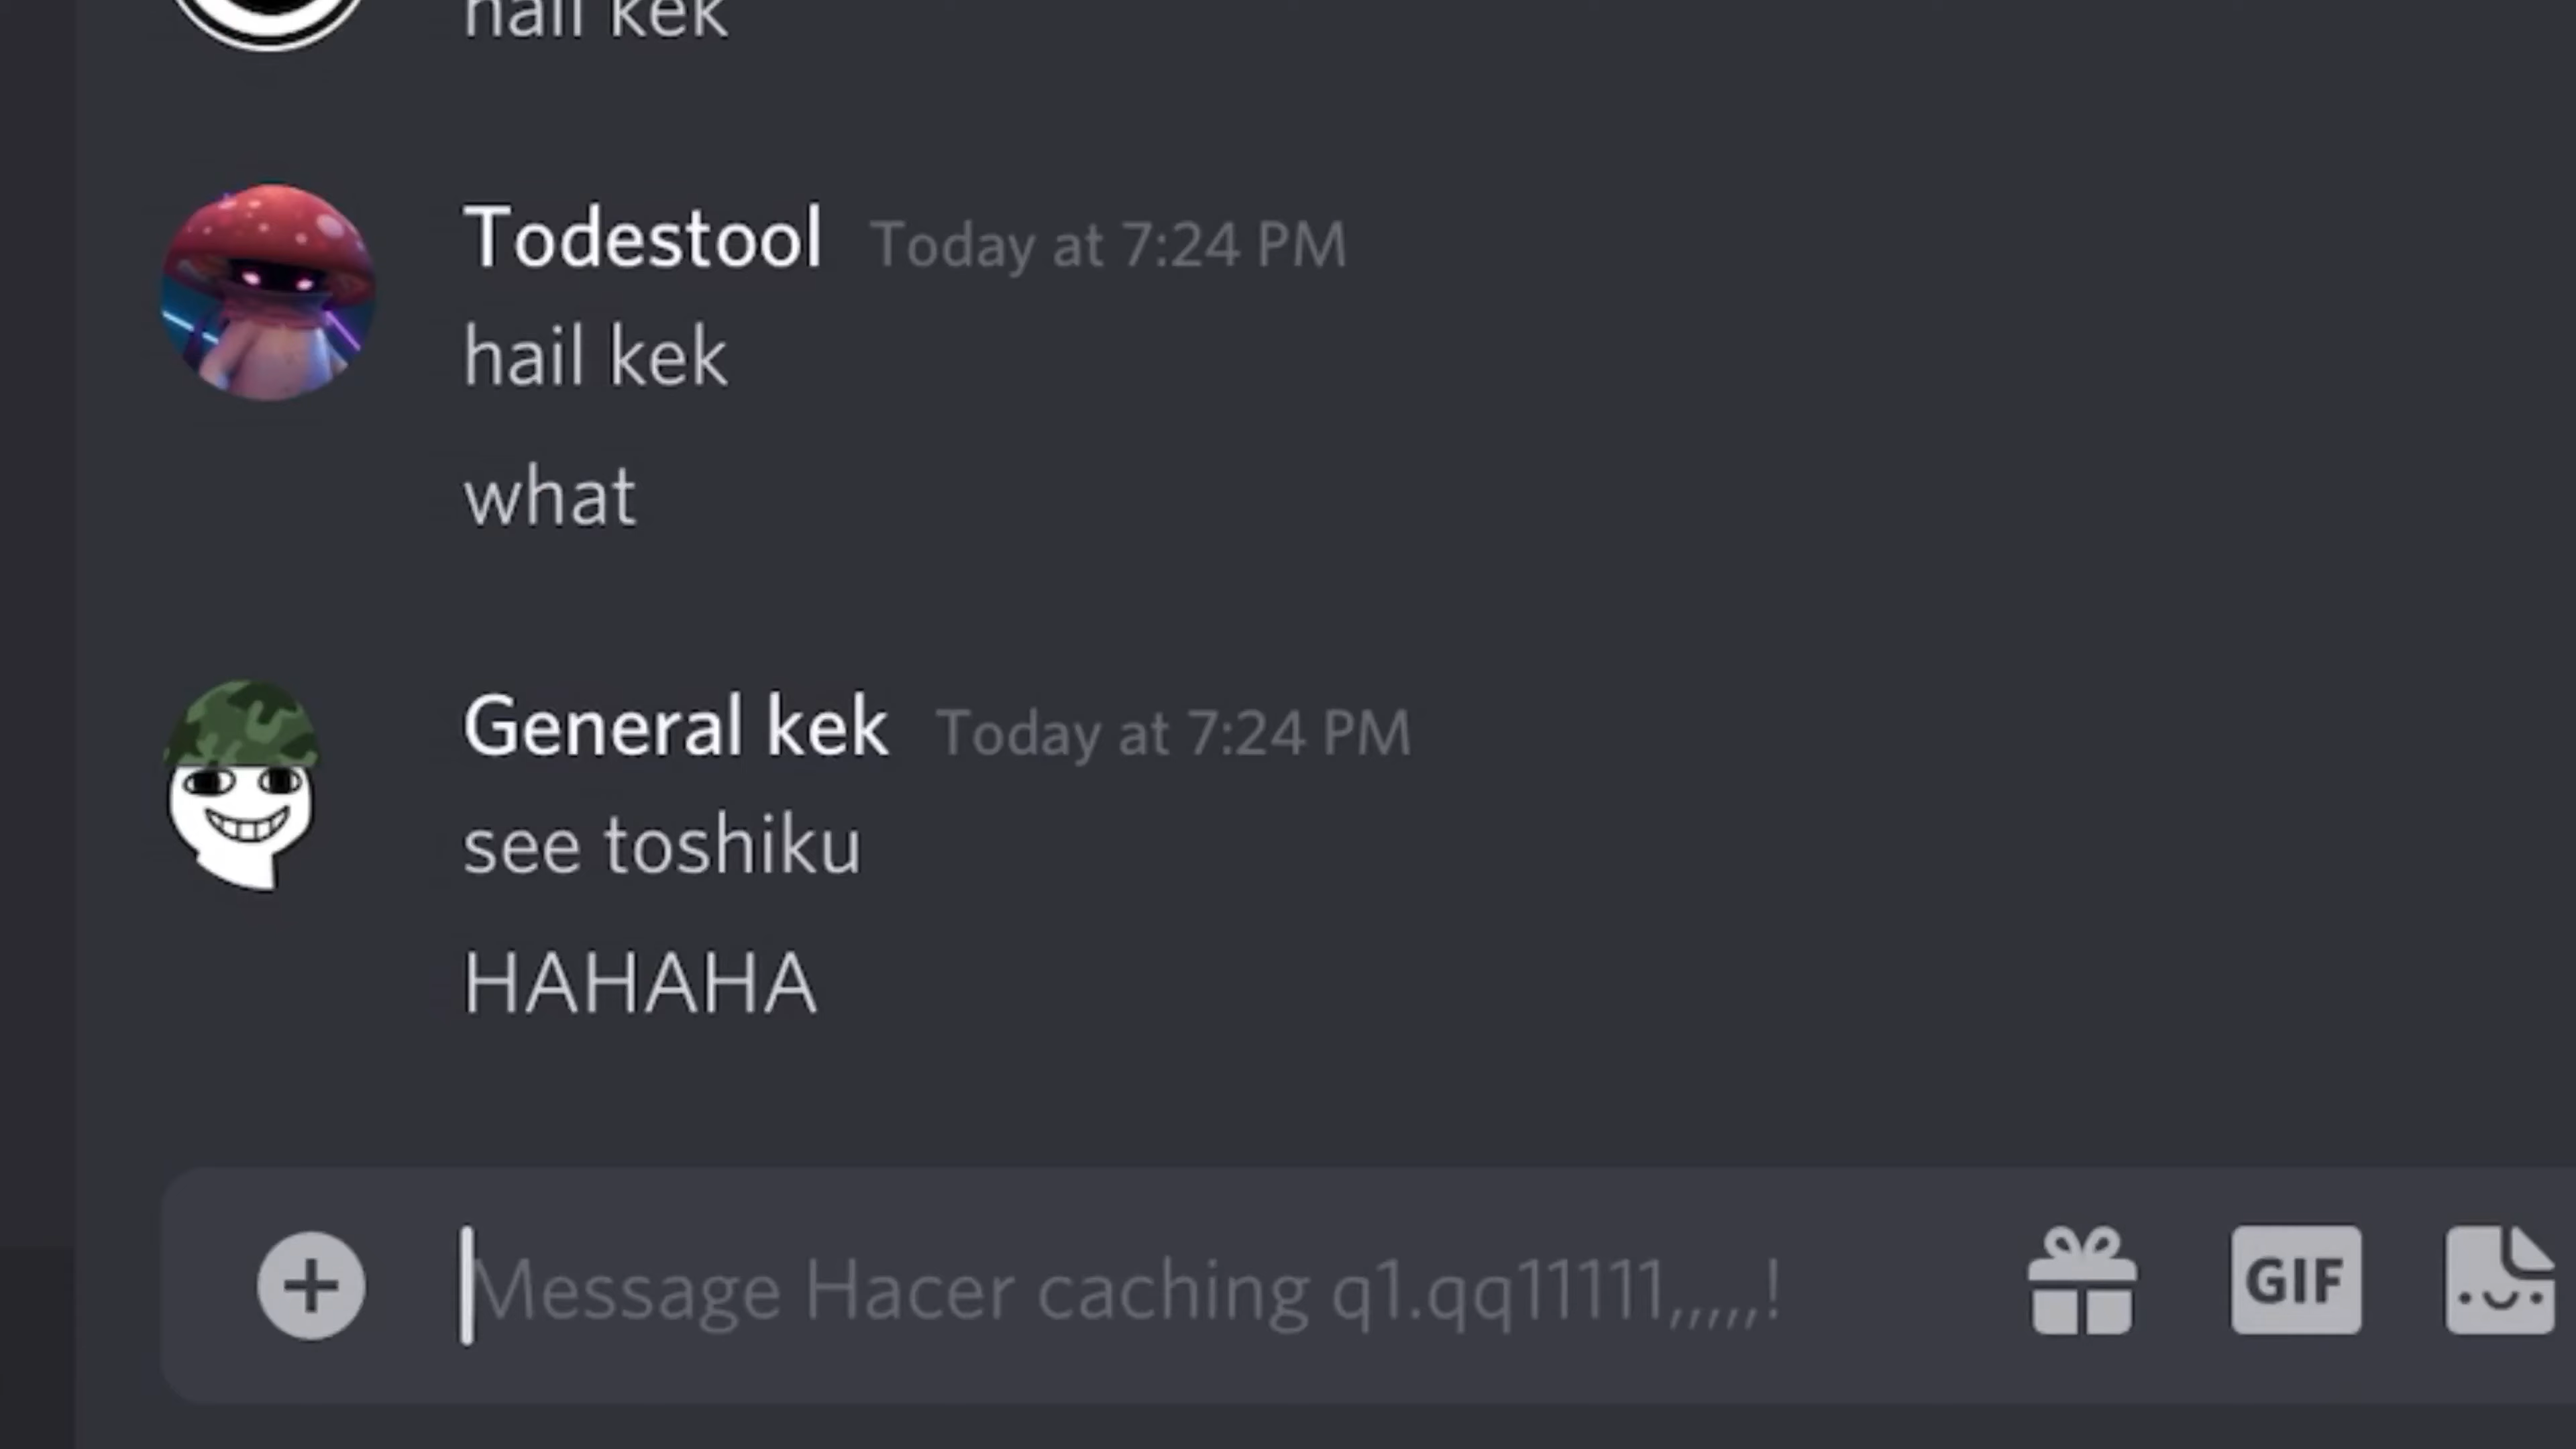 hail kek
Todestool Today at 7:24 PM
hail kek
what
General kek Today at 7:24 PM
see toshiku
HAHAHA
Message Hacer caching q1.qq11111,,,,,!
GIF